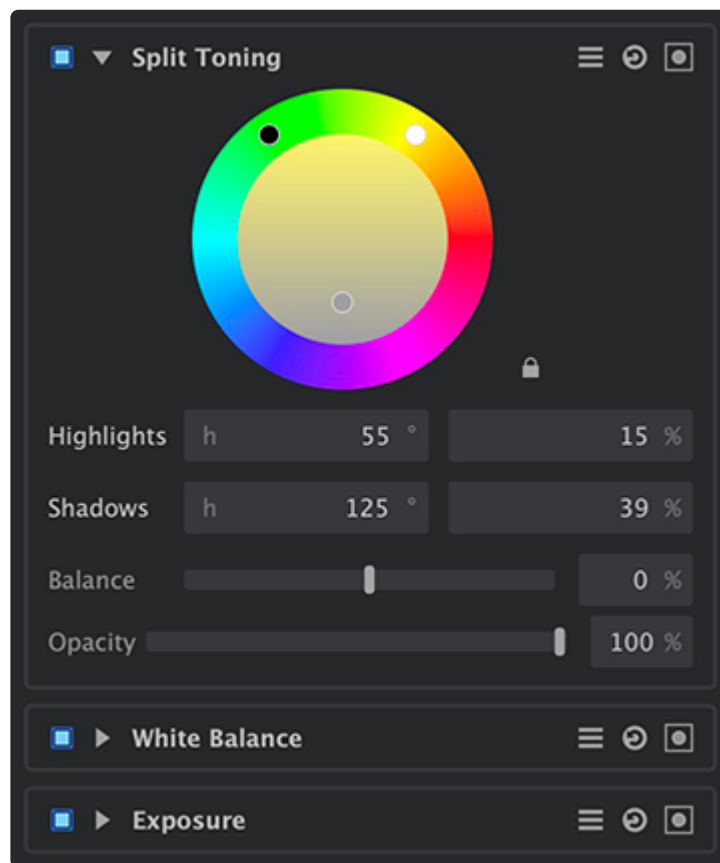 Split Toning
Highlights h 55 ° 15 %
Shadows h 125 ° 39 %
Balance 0 %
Opacity 100 %
White Balance
Exposure